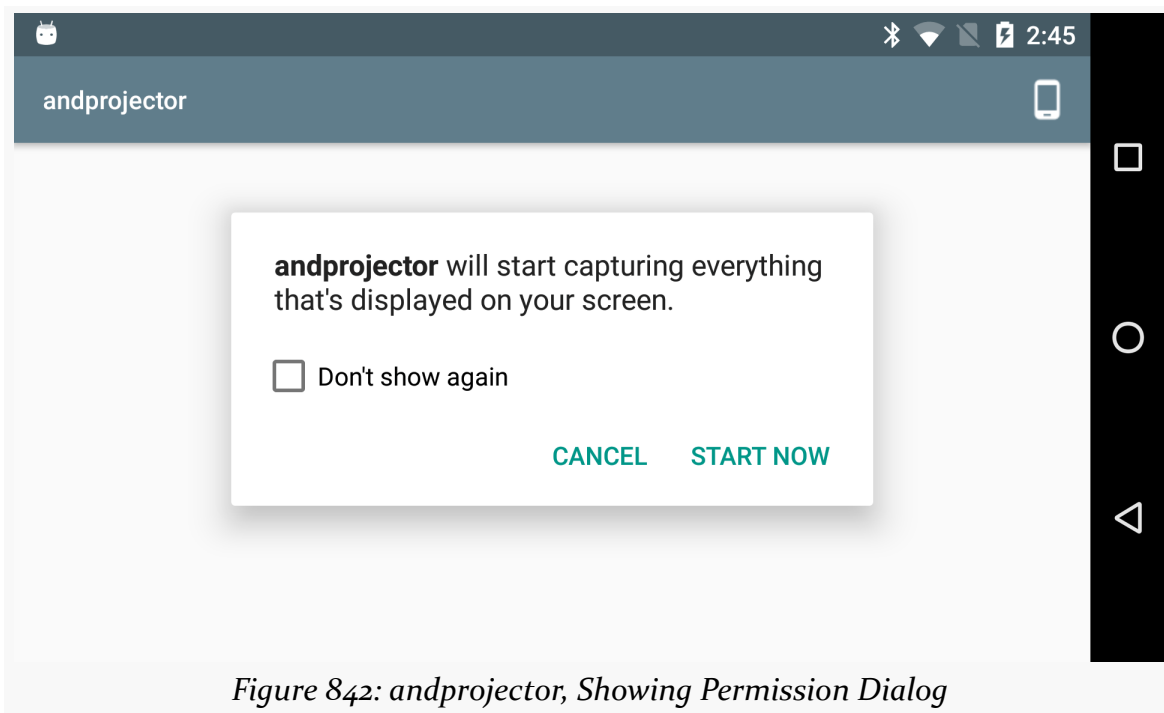 2:45
andprojector
andprojector will start capturing everything
that's displayed on your screen.
Don't show again
CANCEL START NOW
Figure 842: andprojector, Showing Permission Dialog